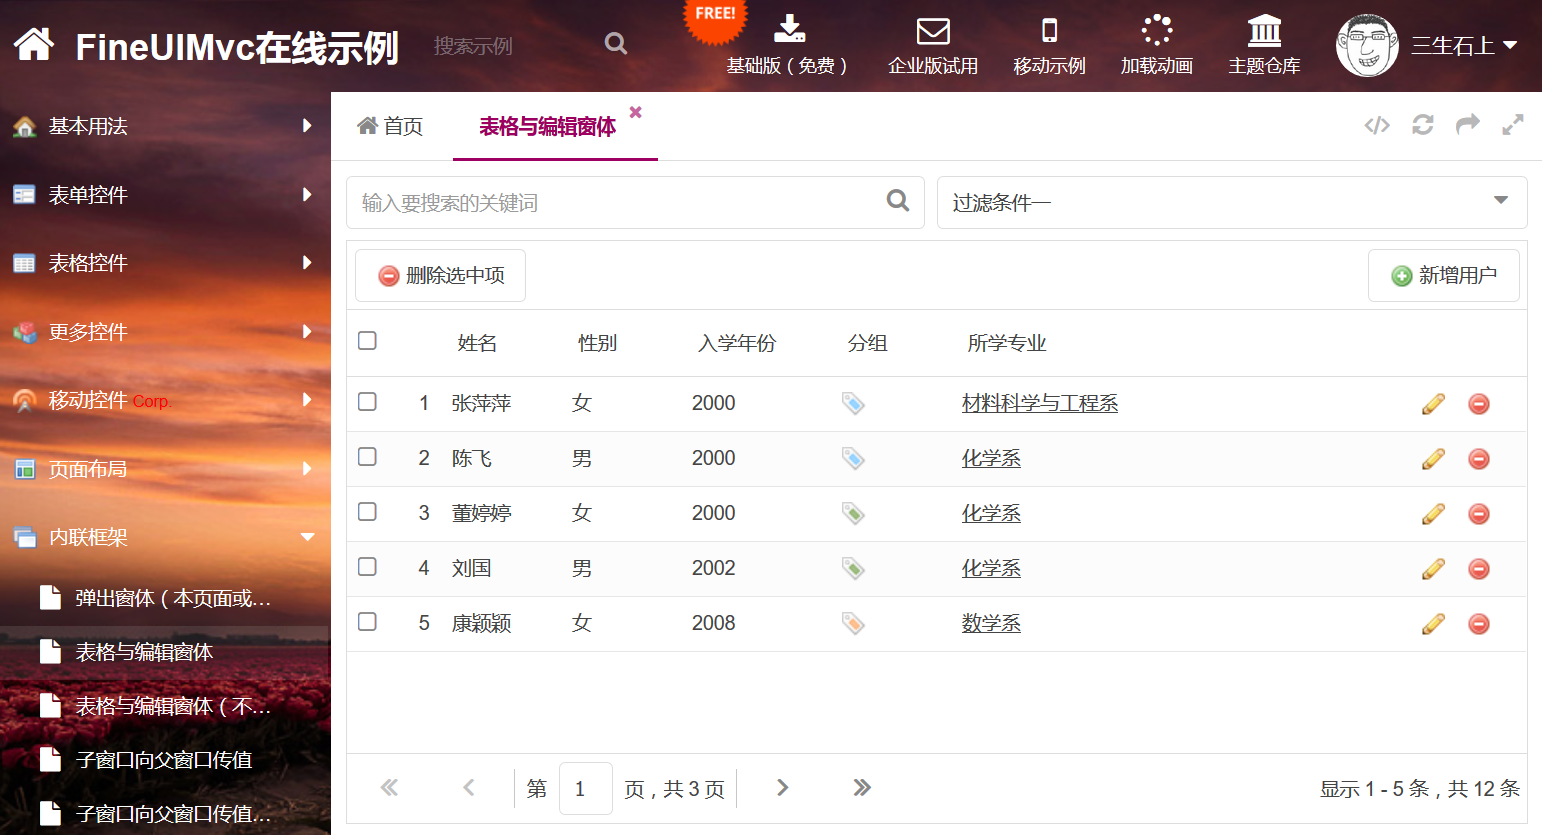 FineUIMvc在线示例
搜索示例
FREE!
基础版（免费）
企业版试用
移动示例
加载动画
主题仓库
三生石上
基本用法
表单控件
表格控件
更多控件
移动控件 Corp.
页面布局
内联框架
弹出窗体（本页面或...
表格与编辑窗体
表格与编辑窗体（不...
子窗口向父窗口传值
子窗口向父窗口传值...
首页
表格与编辑窗体
输入要搜索的关键词
过滤条件一
删除选中项
新增用户
姓名 性别 入学年份 分组 所学专业
1 张萍萍 女 2000 材料科学与工程系
2 陈飞 男 2000 化学系
3 董婷婷 女 2000 化学系
4 刘国 男 2002 化学系
5 康颖颖 女 2008 数学系
第 1 页，共 3 页
显示 1 - 5 条，共 12 条